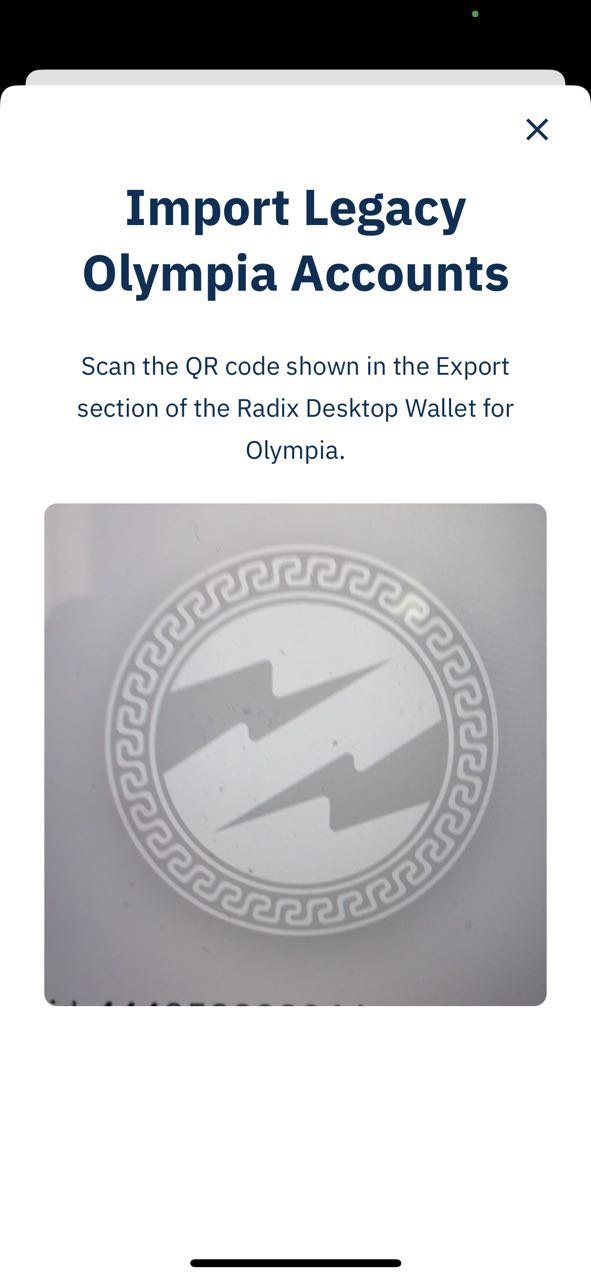 Import Legacy
Olympia Accounts
Scan the QR code shown in the Export
section of the Radix Desktop Wallet for
Olympia.